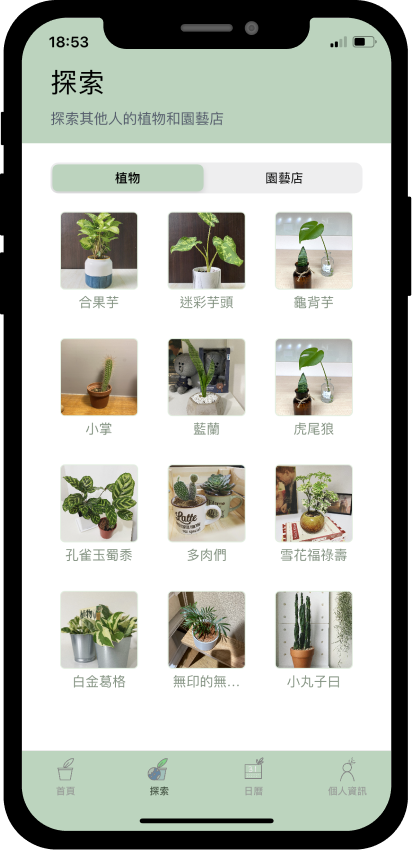 18:53
探索
探索其他人的植物和園藝店
植物 園藝店
合果芋 迷彩芋頭 龜背芋
小掌 藍蘭 虎尾狼
Latte
孔雀玉蜀黍 多肉們 雪花福祿壽
白金葛格 無印的無… 小丸子日
首頁 探索 日曆 個人資訊